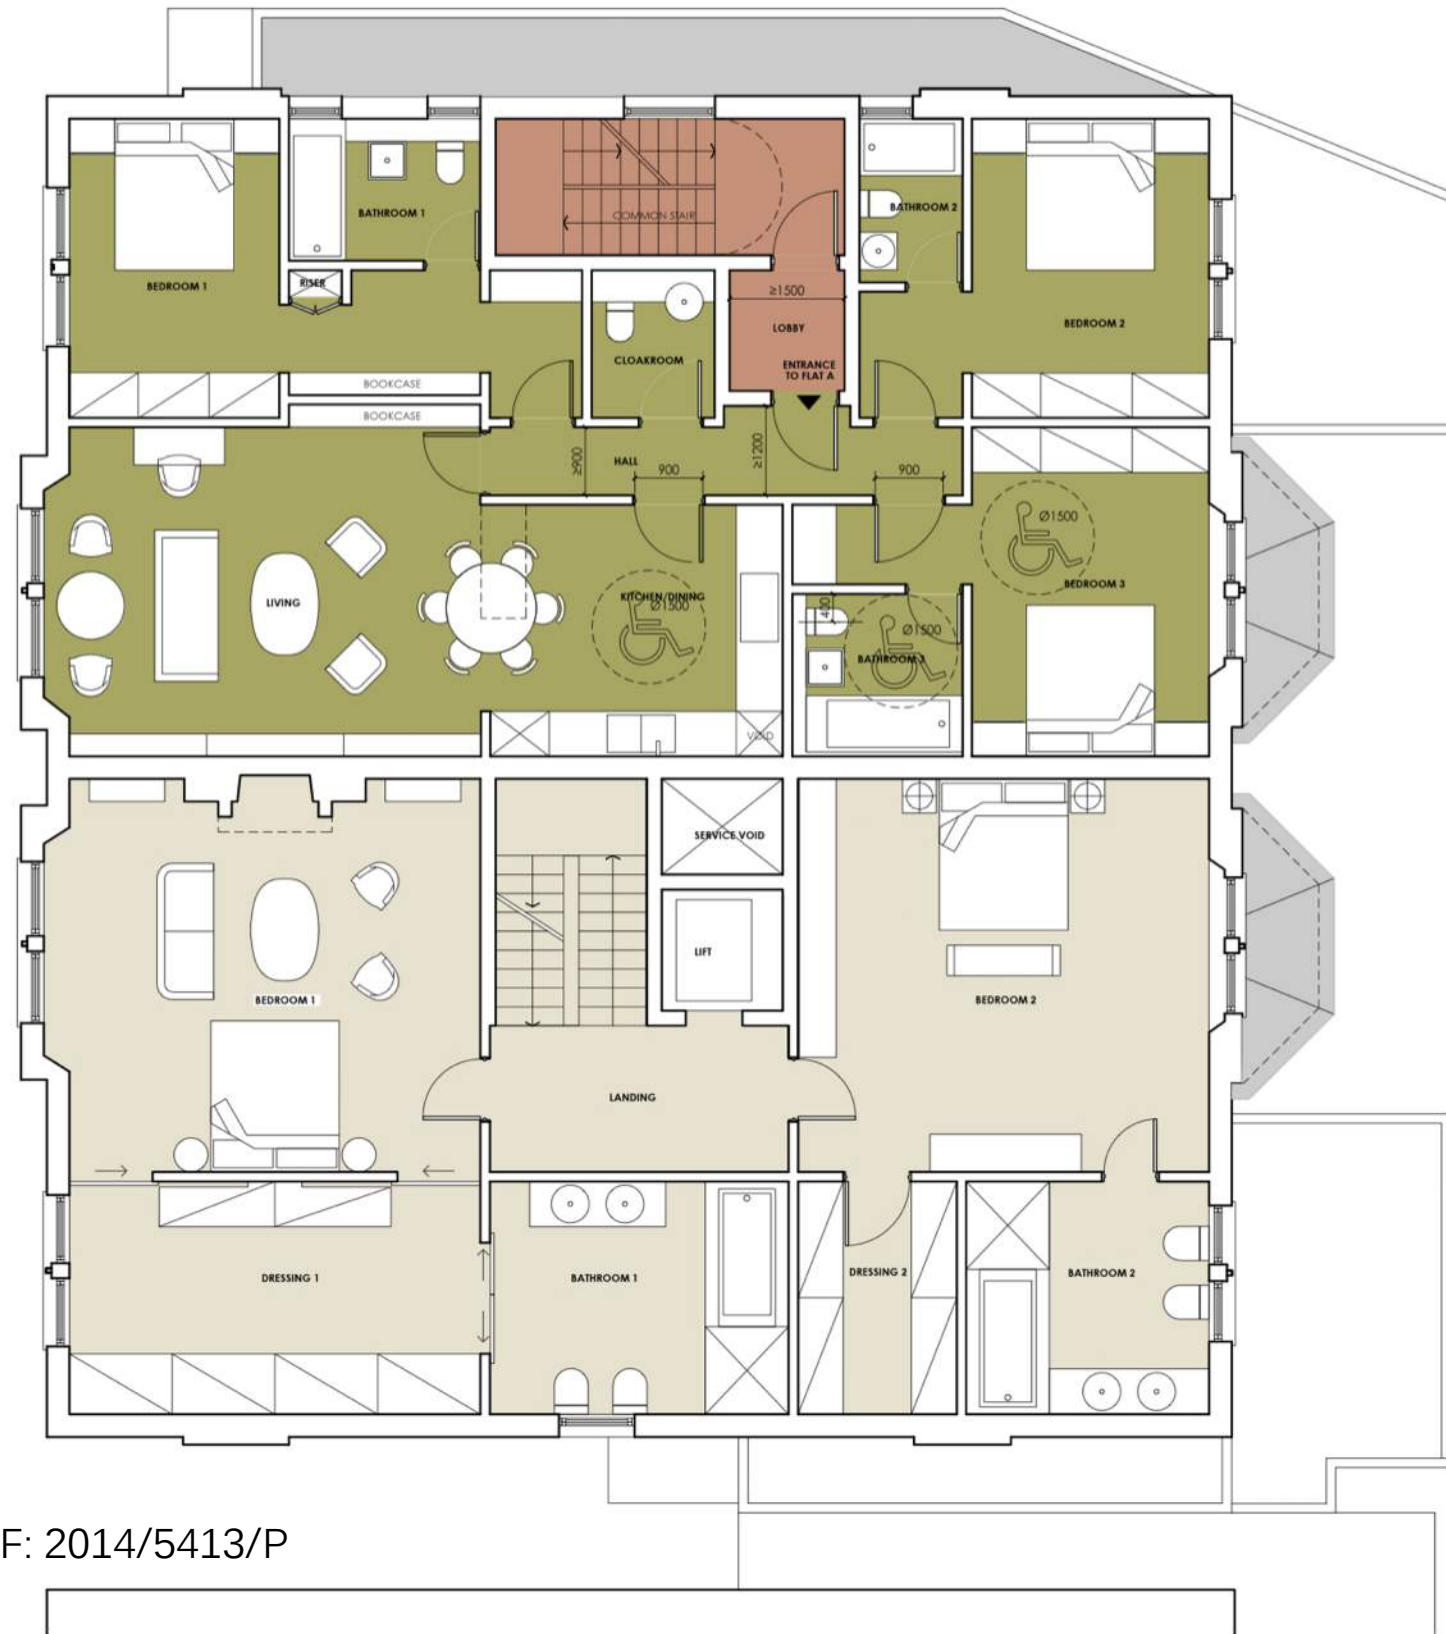 BATHROOM 1
COMMON STAIR
BATHROOM 2
BEDROOM 1
RISER
≥1500
LOBBY
BEDROOM 2
CLOAKROOM
ENTRANCE
TO FLAT A
BOOKCASE
BOOKCASE
≥900
HALL
900
≥1200
900
Ø1500
BEDROOM 3
LIVING
KITCHEN/DINING
Ø1500
400
Ø1500
BATHROOM 3
VOID
SERVICE VOID
LIFT
BEDROOM 1
BEDROOM 2
LANDING
DRESSING 1
BATHROOM 1
DRESSING 2
BATHROOM 2
F: 2014/5413/P